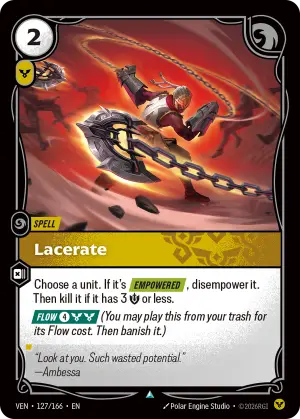 2
SPELL
Lacerate
Choose a unit. If it's EMPOWERED, disempower it.
Then kill it if it has 3 or less.
FLOW 4 (You may play this from your trash for
its Flow cost. Then banish it.)
"Look at you. Such wasted potential."
—Ambessa
VEN • 127/166 • EN
Polar Engine Studio
©2026RGI